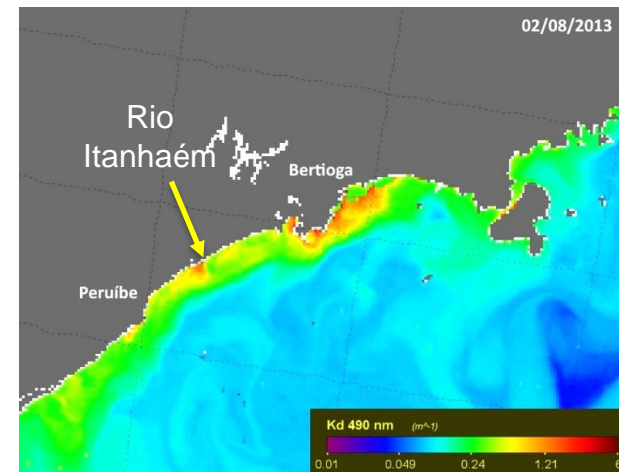 02/08/2013
Rio
Itanhaém
Bertioga
Peruíbe
Kd 490 nm (m^-1)
0.01 0.049 0.24 1.21 6